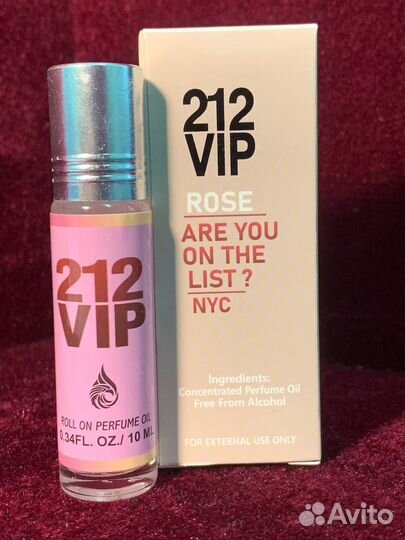 212
VIP
ROLL ON PERFUME OIL
0.34FL. OZ./ 10 ML
212
VIP
ROSE
ARE YOU
ON THE
LIST ?
NYC
Ingredients:
Concentrated Perfume Oil
Free From Alcohol
FOR EXTERNAL USE ONLY
Avito